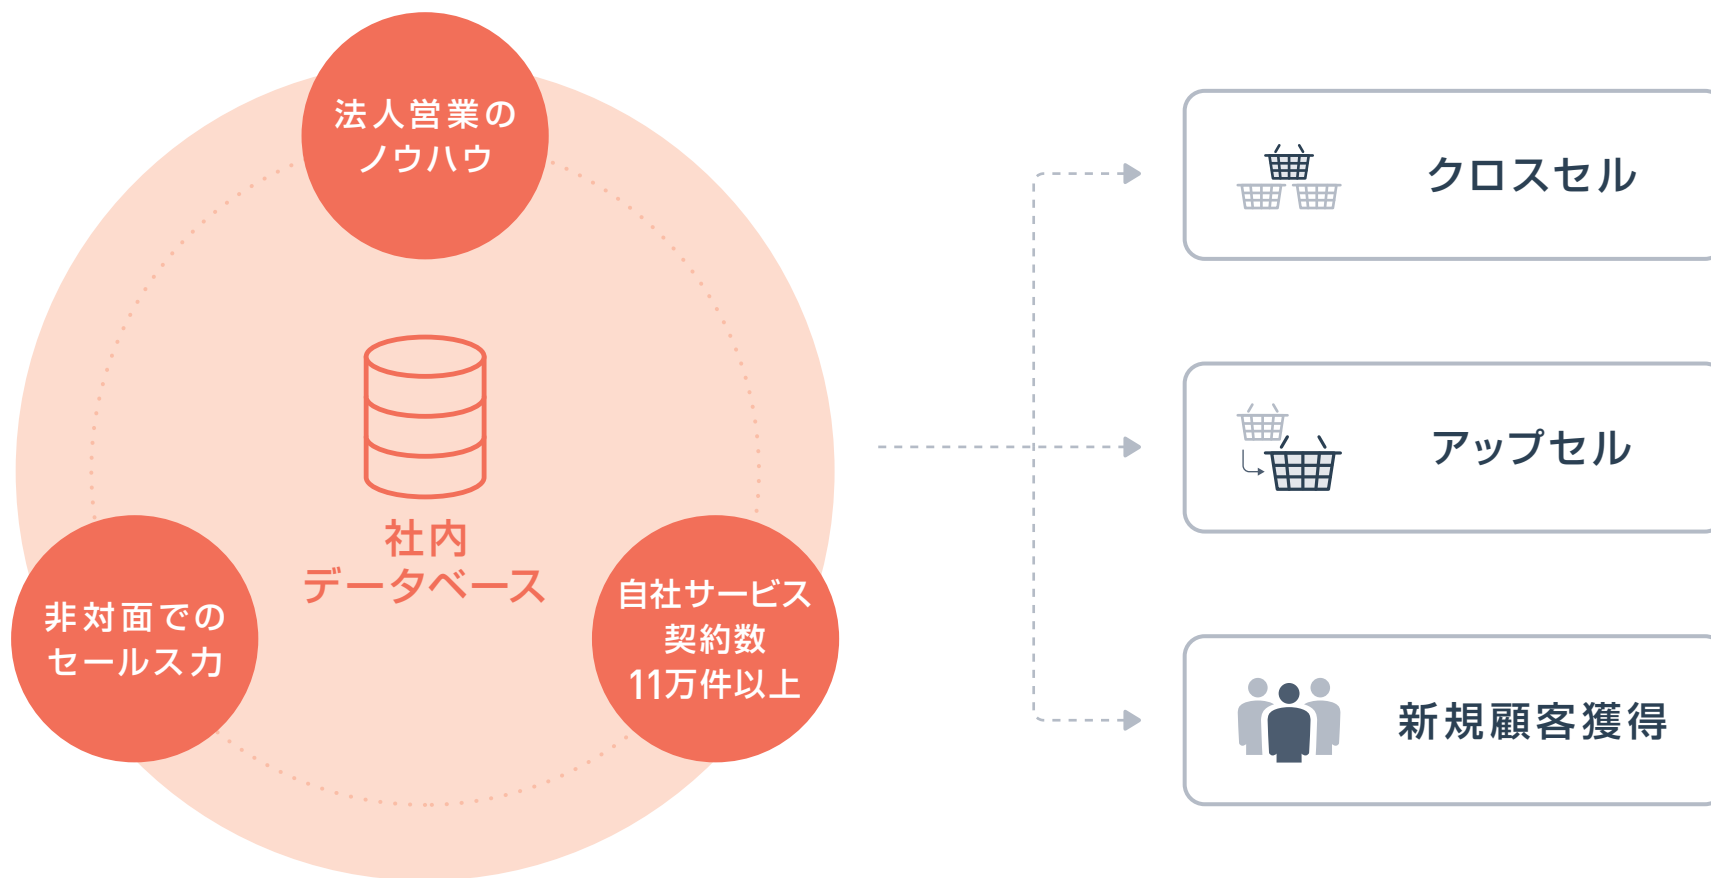 法人営業の
ノウハウ
社内
データベース
非対面での
セールス力
自社サービス
契約数
11万件以上
クロスセル
アップセル
新規顧客獲得